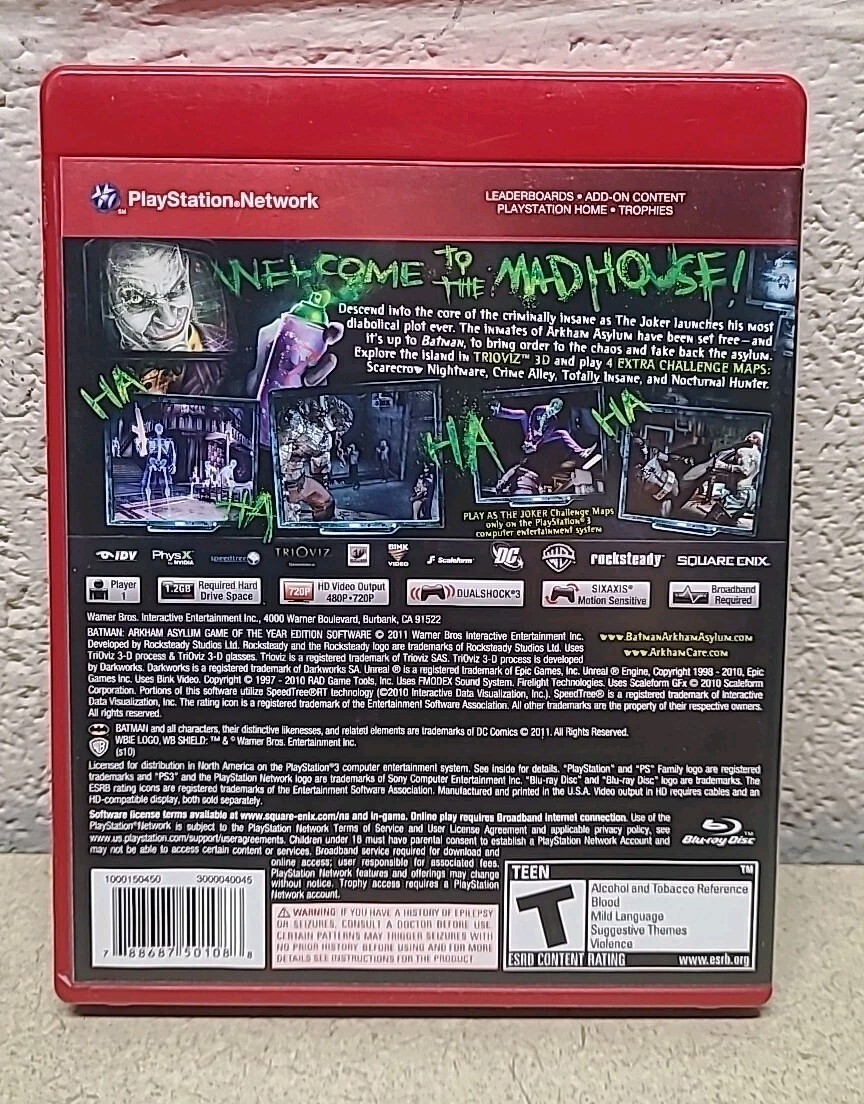 PlayStation®Network
SM
LEADERBOARDS • ADD-ON CONTENT
PLAYSTATION HOME • TROPHIES
WELCOME TO THE MADHOUSE!
Descend into the core of the criminally insane as The Joker launches his most
diabolical plot ever. The inmates of Arkham Asylum have been set free—and
it's up to Batman, to bring order to the chaos and take back the asylum.
Explore the island in TRIOVIZ™ 3D and play 4 EXTRA CHALLENGE MAPS:
Scarecrow Nightmare, Crime Alley, Totally Insane, and Nocturnal Hunter.
HA
HA
HA
HA
PLAY AS THE JOKER Challenge Maps
only on the PlayStation®3
computer entertainment system
IDV PhysX by NVIDIA speedtree TRIOVIZ BINK VIDEO Scaleform DC WB rocksteady SQUARE ENIX
Player 1
1.2GB Required Hard Drive Space
720P HD Video Output 480P•720P
DUALSHOCK®3
SIXAXIS® Motion Sensitive
Broadband Required
Warner Bros. Interactive Entertainment Inc., 4000 Warner Boulevard, Burbank, CA 91522
BATMAN: ARKHAM ASYLUM GAME OF THE YEAR EDITION SOFTWARE © 2011 Warner Bros Interactive Entertainment Inc.
Developed by Rocksteady Studios Ltd. Rocksteady and the Rocksteady logo are trademarks of Rocksteady Studios Ltd. Uses
TriOviz 3-D process & TriOviz 3-D glasses. Trioviz is a registered trademark of Trioviz SAS. TriOviz 3-D process is developed
www.BatmanArkhamAsylum.com
www.ArkhamCare.com
by Darkworks. Darkworks is a registered trademark of Darkworks SA. Unreal ® is a registered trademark of Epic Games, Inc. Unreal ® Engine, Copyright 1998 - 2010, Epic
Games Inc. Uses Bink Video. Copyright © 1997 - 2010 RAD Game Tools, Inc. Uses FMODEX Sound System. Firelight Technologies. Uses Scaleform GFx © 2010 Scaleform
Corporation. Portions of this software utilize SpeedTree®RT technology (©2010 Interactive Data Visualization, Inc.). SpeedTree® is a registered trademark of Interactive
Data Visualization, Inc. The rating icon is a registered trademark of the Entertainment Software Association. All other trademarks are the property of their respective owners.
All rights reserved.
BATMAN and all characters, their distinctive likenesses, and related elements are trademarks of DC Comics © 2011. All Rights Reserved.
WBIE LOGO, WB SHIELD: ™ & © Warner Bros. Entertainment Inc.
(s10)
Licensed for distribution in North America on the PlayStation®3 computer entertainment system. See inside for details. "PlayStation" and "PS" Family logo are registered
trademarks and "PS3" and the PlayStation Network logo are trademarks of Sony Computer Entertainment Inc. "Blu-ray Disc" and "Blu-ray Disc" logo are trademarks. The
ESRB rating icons are registered trademarks of the Entertainment Software Association. Manufactured and printed in the U.S.A. Video output in HD requires cables and an
HD-compatible display, both sold separately.
Software license terms available at www.square-enix.com/na and in-game. Online play requires Broadband internet connection. Use of the
PlayStation®Network is subject to the PlayStation Network Terms of Service and User License Agreement and applicable privacy policy, see
www.us.playstation.com/support/useragreements. Children under 18 must have parental consent to establish a PlayStation Network Account and
may not be able to access certain content or services. Broadband service required for download and
online access; user responsible for associated fees.
PlayStation Network features and offerings may change
without notice. Trophy access requires a PlayStation
Network account.
Blu-ray Disc™
1000150450 3000040045
7 88687 50108 8
WARNING: IF YOU HAVE A HISTORY OF EPILEPSY
OR SEIZURES, CONSULT A DOCTOR BEFORE USE.
CERTAIN PATTERNS MAY TRIGGER SEIZURES WITH
NO PRIOR HISTORY. BEFORE USING AND FOR MORE
DETAILS SEE INSTRUCTIONS FOR THE PRODUCT
TEEN
TM
T
Alcohol and Tobacco Reference
Blood
Mild Language
Suggestive Themes
Violence
ESRB CONTENT RATING www.esrb.org